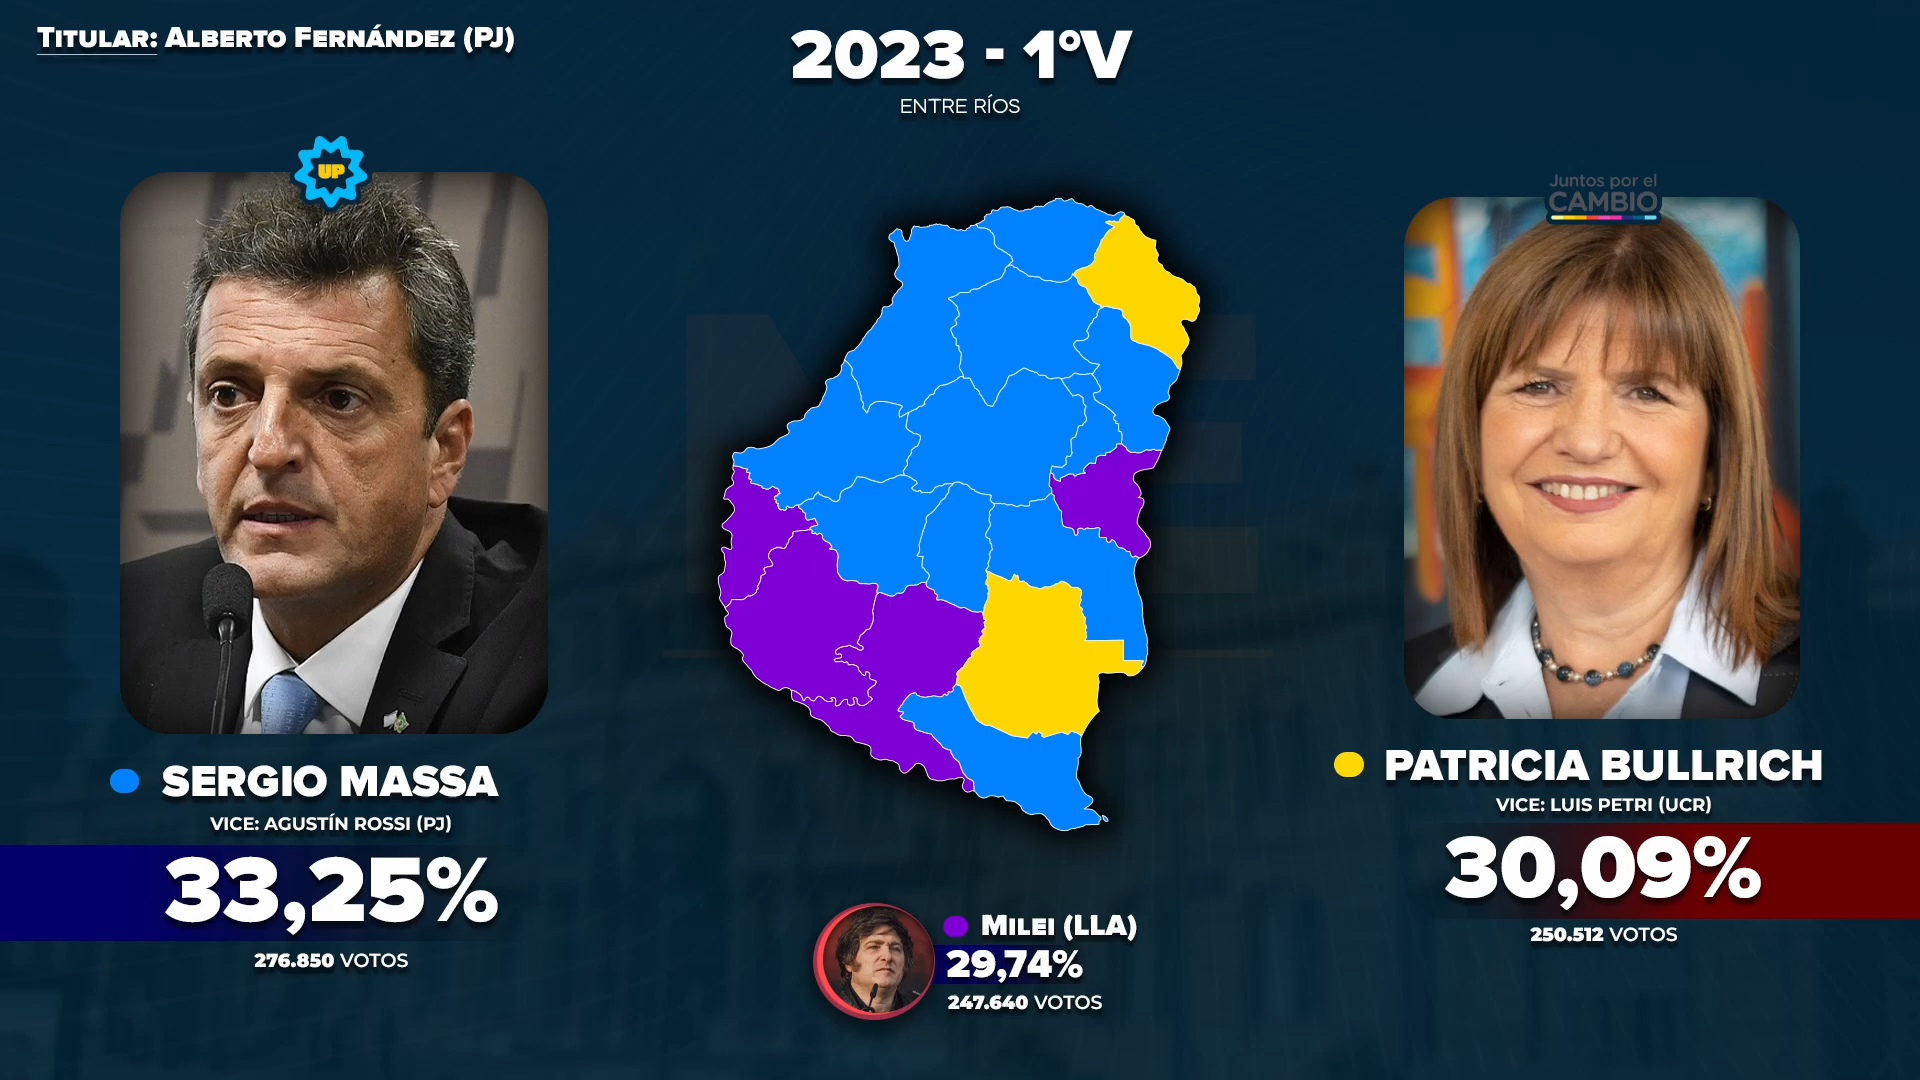 TITULAR: ALBERTO FERNÁNDEZ (PJ)
2023 - 1°V
ENTRE RÍOS
UP
Juntos por el
CAMBIO
SERGIO MASSA
VICE: AGUSTÍN ROSSI (PJ)
33,25%
276.850 VOTOS
PATRICIA BULLRICH
VICE: LUIS PETRI (UCR)
30,09%
250.512 VOTOS
MILEI (LLA)
29,74%
247.640 VOTOS